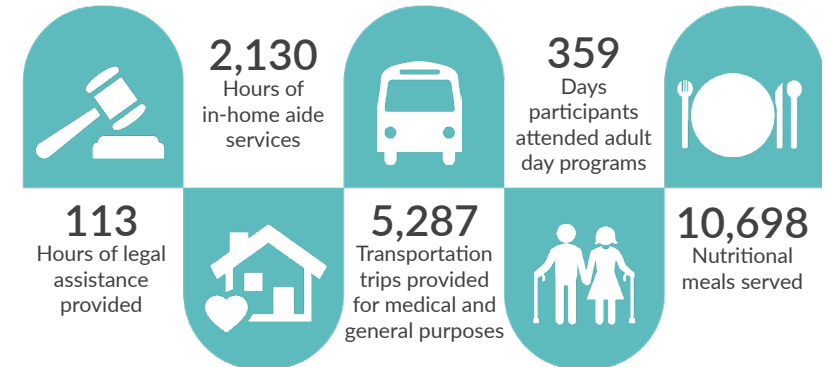 2,130
Hours of
in-home aide
services
359
Days
participants
attended adult
day programs
113
Hours of legal
assistance
provided
5,287
Transportation
trips provided
for medical and
general purposes
10,698
Nutritional
meals served